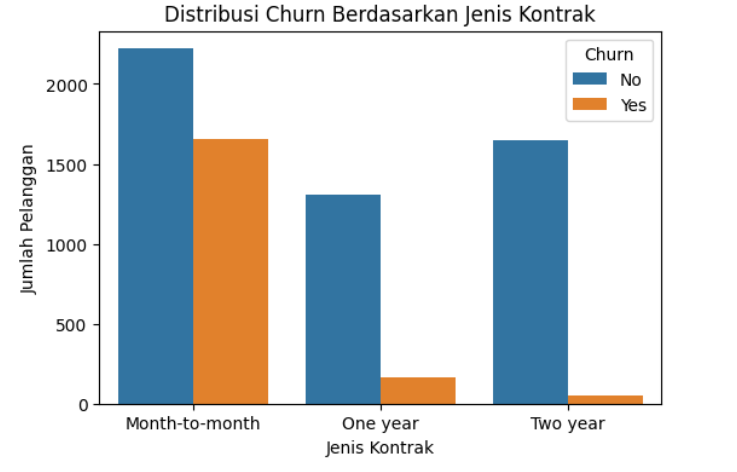 Distribusi Churn Berdasarkan Jenis Kontrak
Churn
No
Yes
Jumlah Pelanggan
2000
1500
1000
500
0
Month-to-month
One year
Two year
Jenis Kontrak